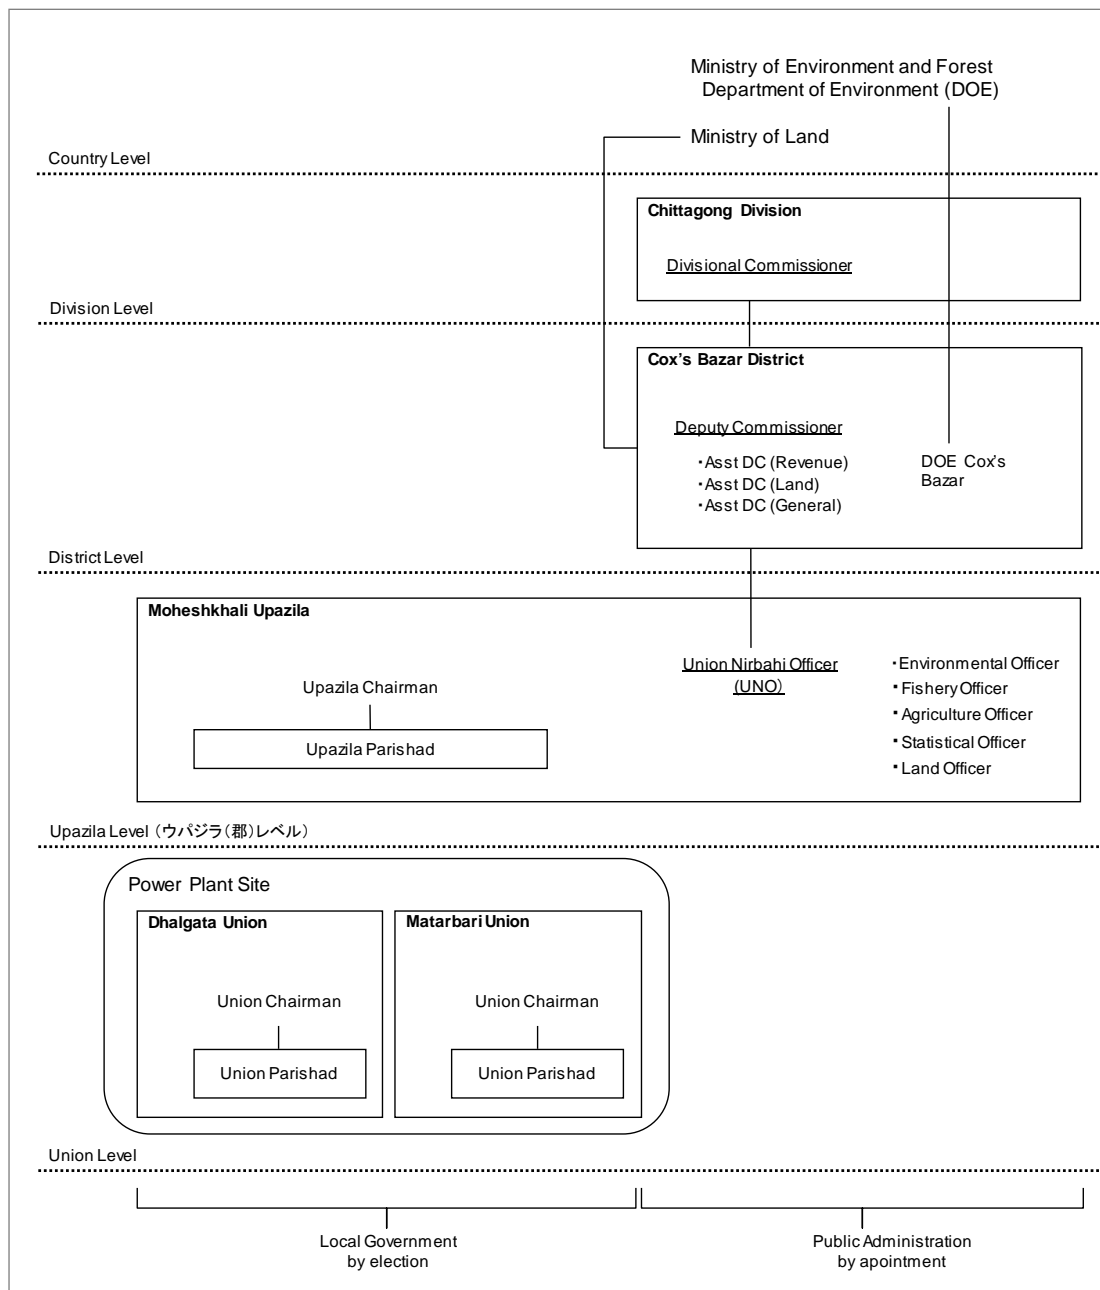 Ministry of Environment and Forest
Department of Environment (DOE)
Ministry of Land
Country Level
Chittagong Division
Divisional Commissioner
Division Level
Cox's Bazar District
Deputy Commissioner
・Asst DC (Revenue)
・Asst DC (Land)
・Asst DC (General)
DOE Cox's
Bazar
District Level
Moheshkhali Upazila
Upazila Chairman
Upazila Parishad
Union Nirbahi Officer
(UNO)
・Environmental Officer
・Fishery Officer
・Agriculture Officer
・Statistical Officer
・Land Officer
Upazila Level (ウパジラ(郡)レベル)
Power Plant Site
Dhalgata Union
Union Chairman
Union Parishad
Matarbari Union
Union Chairman
Union Parishad
Union Level
Local Government
by election
Public Administration
by apointment